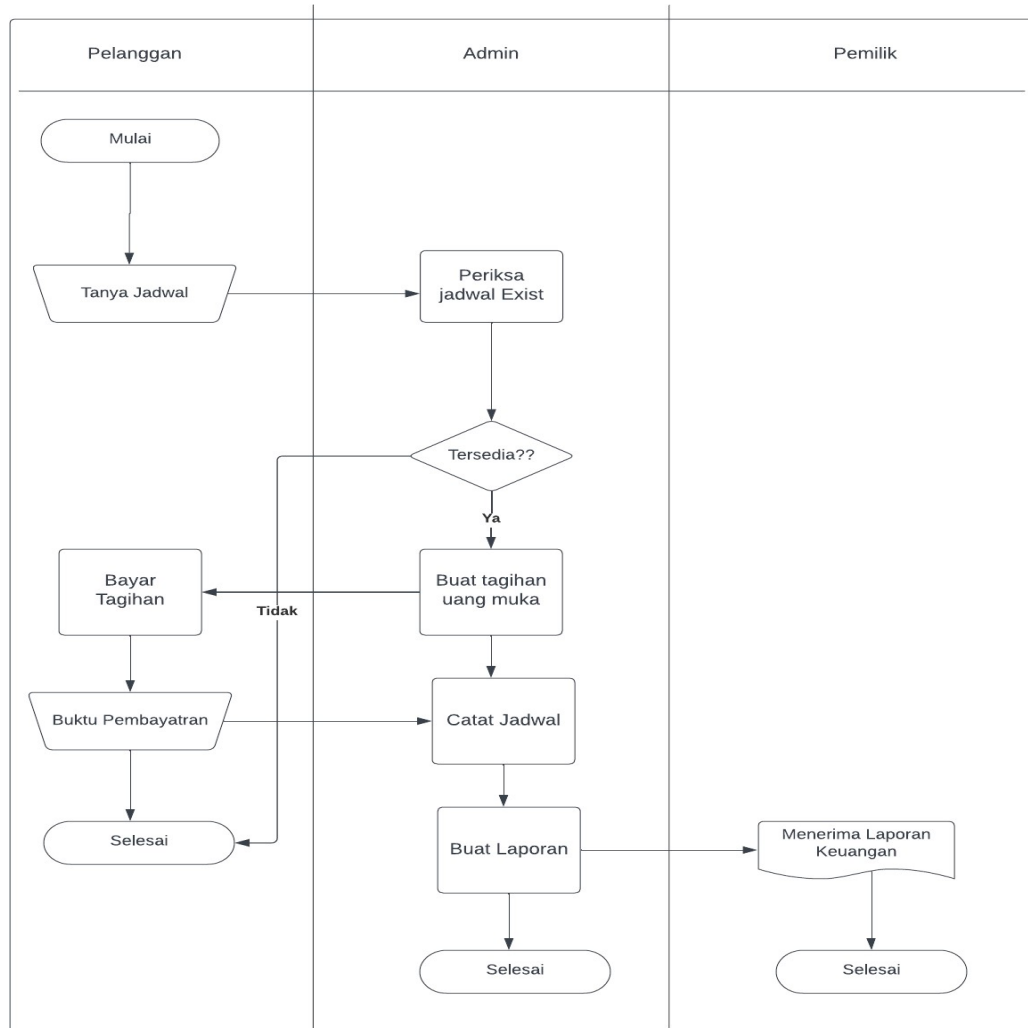 Pelanggan
Admin
Pemilik
Mulai
Tanya Jadwal
Periksa
jadwal Exist
Tersedia??
Ya
Bayar
Tagihan
Buat tagihan
uang muka
Tidak
Buktu Pembayatran
Catat Jadwal
Selesai
Buat Laporan
Menerima Laporan
Keuangan
Selesai
Selesai